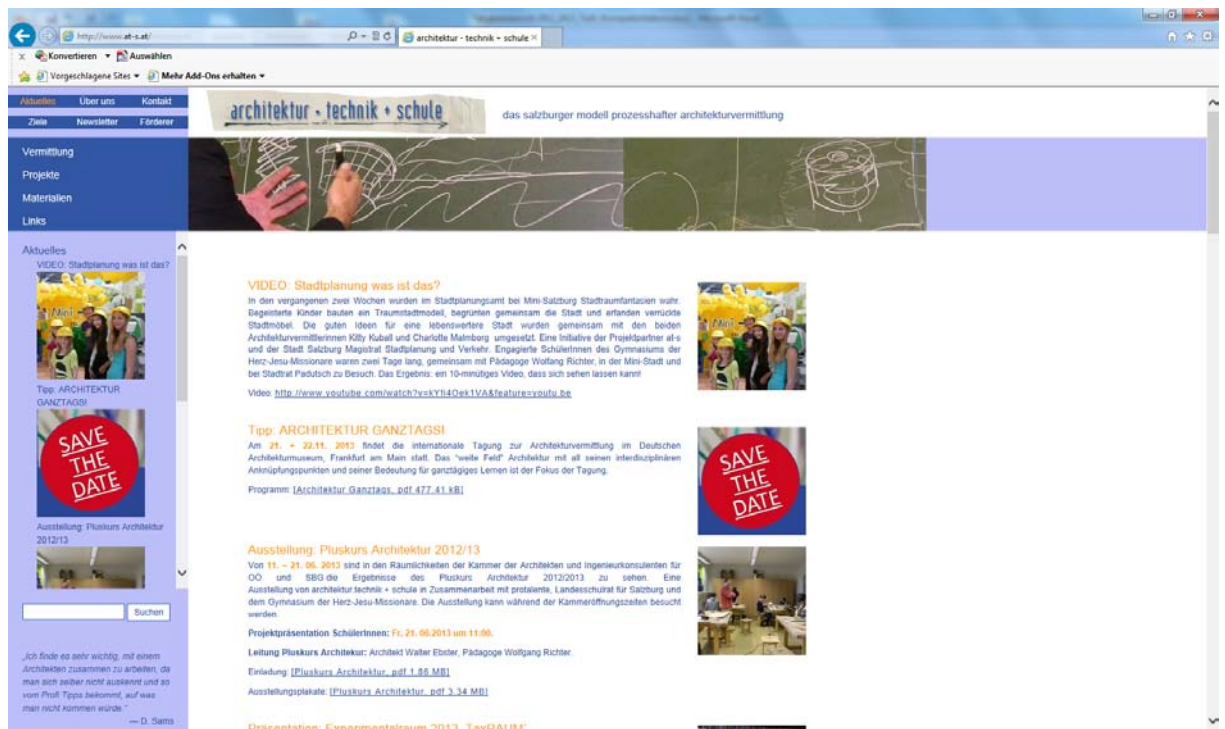 http://www.at-s.at/
architektur - technik + schule
x Konvertieren Auswählen
Vorgeschlagene Sites Mehr Add-Ons erhalten
Aktuelles Über uns Kontakt
Ziele Newsletter Förderer
architektur - technik + schule
das salzburger modell prozesshafter architekturvermittlung
Vermittlung
Projekte
Materialien
Links
Aktuelles
VIDEO: Stadtplanung was ist das?
Mini
Tipp: ARCHITEKTUR
GANZTAGS!
SAVE
THE
DATE
Ausstellung: Pluskurs Architektur
2012/13
Suchen
„Ich finde es sehr wichtig, mit einem
Architekten zusammen zu arbeiten, da
man sich selber nicht auskennt und so
vom Profi Tipps bekommt, auf was
man nicht kommen würde."
— D. Sams
VIDEO: Stadtplanung was ist das?
In den vergangenen zwei Wochen wurden im Stadtplanungsamt bei Mini-Salzburg Stadtraumfantasien wahr.
Begeisterte Kinder bauten ein Traumstadtmodell, begrünten gemeinsam die Stadt und erfanden verrückte
Stadtmöbel. Die guten Ideen für eine lebenswertere Stadt wurden gemeinsam mit den beiden
Architekturvermittlerinnen Kitty Kuball and Charlotte Malmborg umgesetzt. Eine Initiative der Projektpartner at-s
und der Stadt Salzburg Magistrat Stadtplanung und Verkehr. Engagierte SchülerInnen des Gymnasiums der
Herz-Jesu-Missionare waren zwei Tage lang, gemeinsam mit Pädagoge Wolfang Richter, in der Mini-Stadt und
bei Stadtrat Padutsch zu Besuch. Das Ergebnis: ein 10-minütiges Video, dass sich sehen lassen kann!
Video: http://www.youtube.com/watch?v=kYfi4Oek1VA&feature=youtu.be
Mini
Tipp: ARCHITEKTUR GANZTAGS!
Am 21. + 22.11. 2013 findet die internationale Tagung zur Architekturvermittlung im Deutschen
Architekturmuseum, Frankfurt am Main statt. Das "weite Feld" Architektur mit all seinen interdisziplinären
Anknüpfungspunkten und seiner Bedeutung für ganztägiges Lernen ist der Fokus der Tagung.
Programm: [Architektur Ganztags, pdf 477.41 kB]
SAVE
THE
DATE
Ausstellung: Pluskurs Architektur 2012/13
Von 11. – 21. 06. 2013 sind in den Räumlichkeiten der Kammer der Architekten und Ingenieurkonsulenten für
OÖ und SBG die Ergebnisse des Pluskurs Architektur 2012/2013 zu sehen. Eine
Ausstellung von architektur.technik + schule in Zusammenarbeit mit protalente, Landesschulrat für Salzburg und
dem Gymnasium der Herz-Jesu-Missionare. Die Ausstellung kann während der Kammeröffnungszeiten besucht
werden.
Projektpräsentation SchülerInnen: Fr, 21. 06.2013 um 11:00.
Leitung Pluskurs Architekur: Architekt Walter Ebster, Pädagoge Wolfgang Richter.
Einladung: [Pluskurs Architektur, pdf 1.86 MB]
Ausstellungsplakate: [Pluskurs Architektur, pdf 3.34 MB]
Präsentation: Experimentalraum 2013 „TaxRAUM"